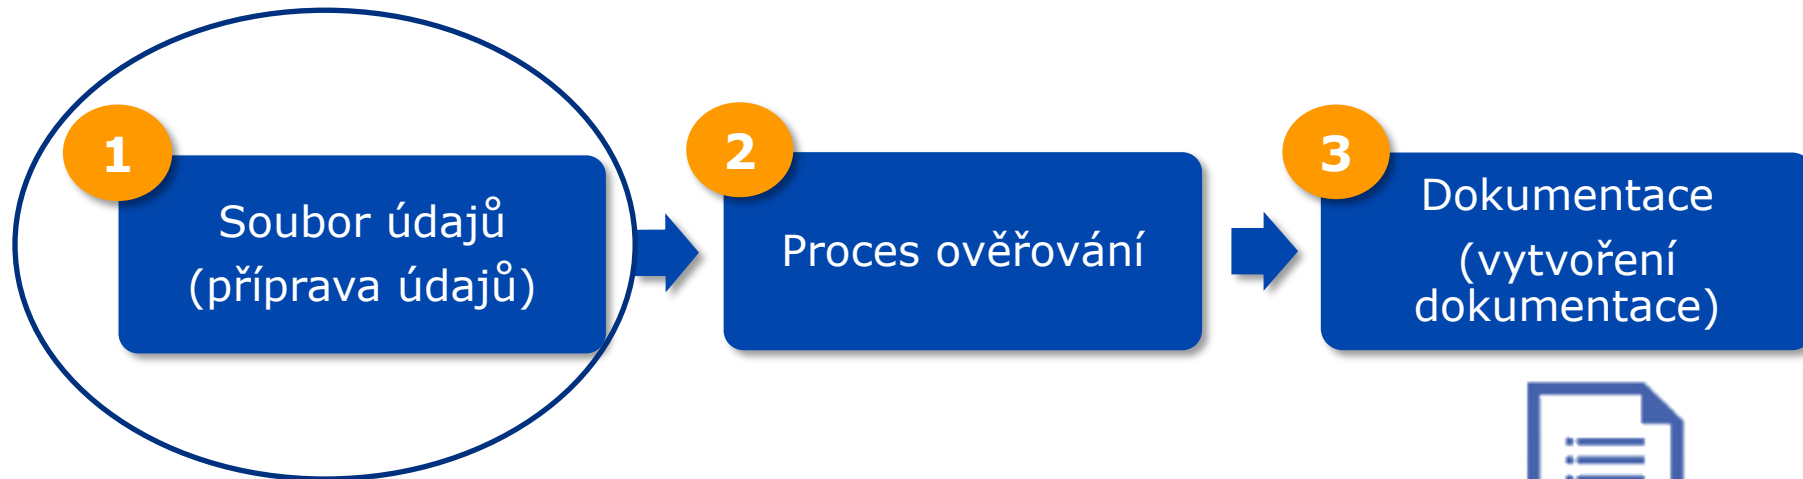 1
Soubor údajů
(příprava údajů)
2
Proces ověřování
3
Dokumentace
(vytvoření
dokumentace)